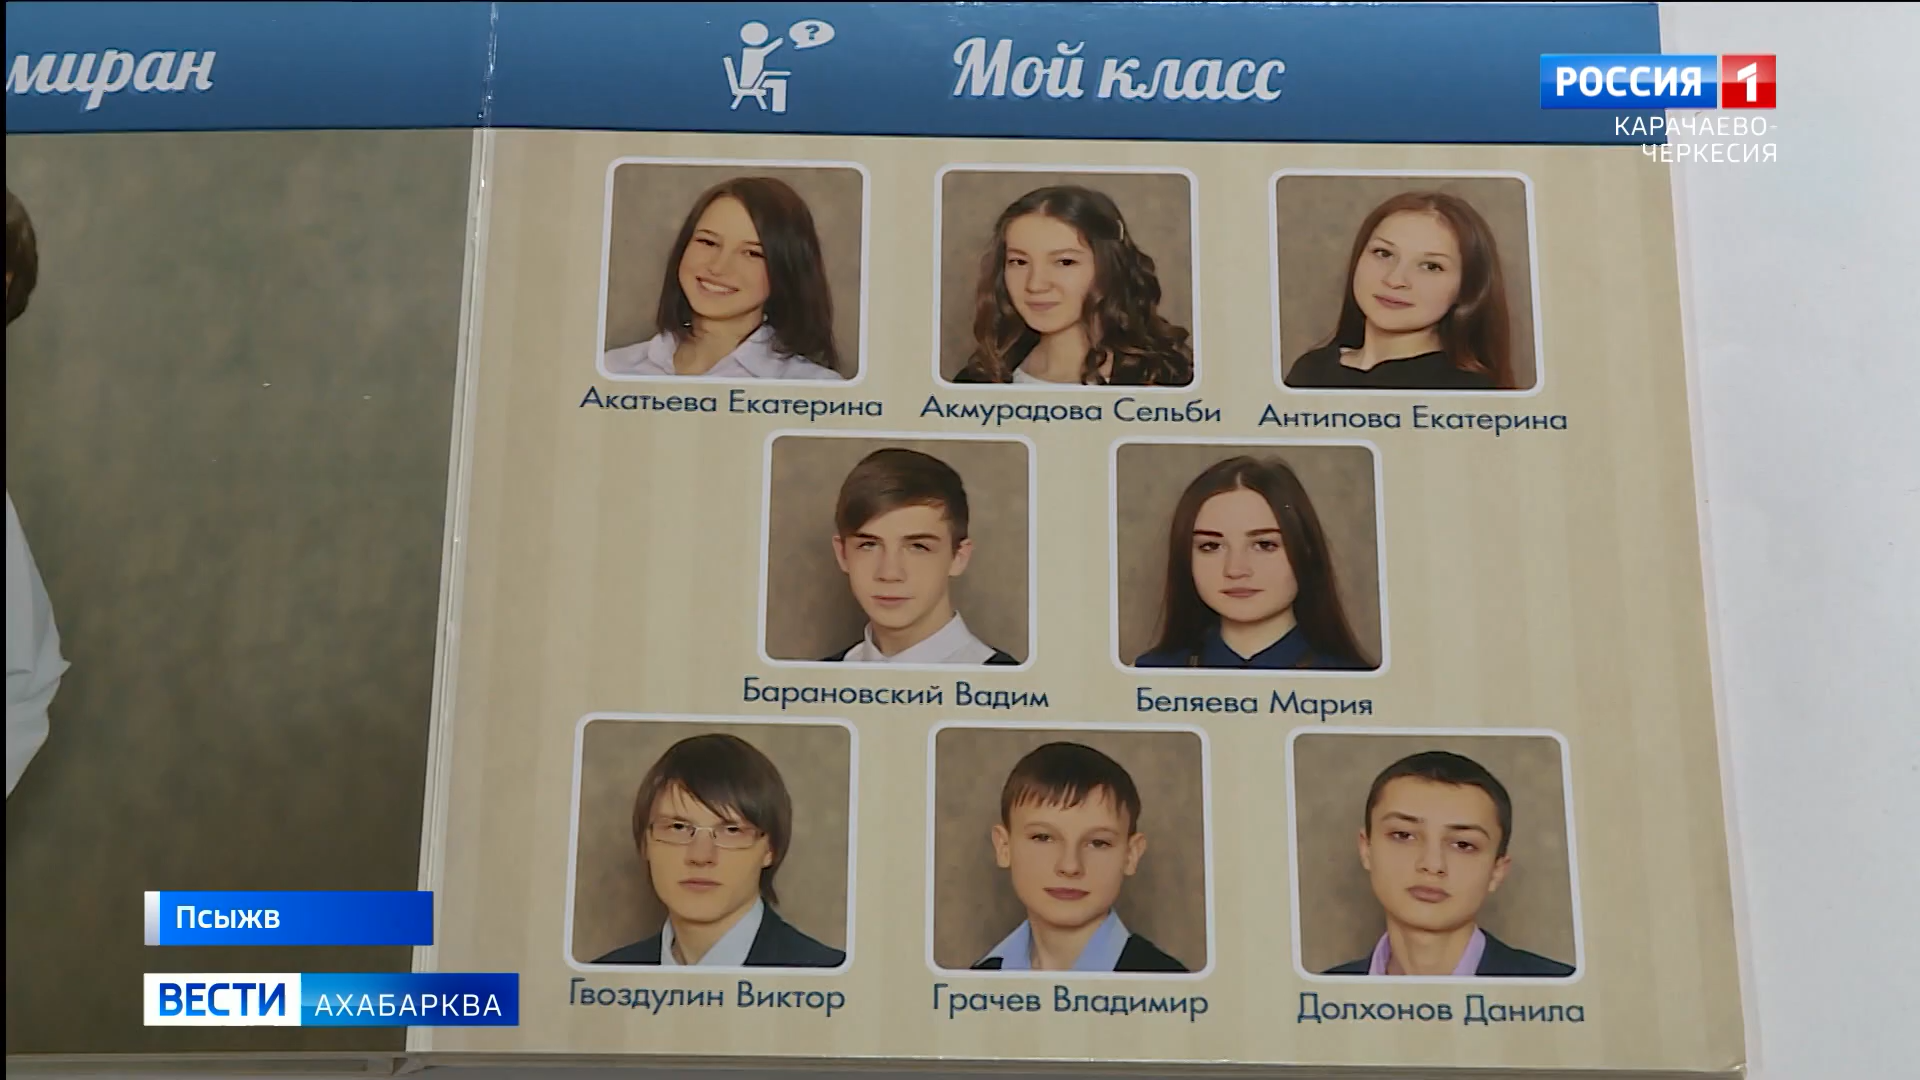 миран
?
Мой класс
РОССИЯ 1
КАРАЧАЕВО-
ЧЕРКЕСИЯ
Акатьева Екатерина
Акмурадова Сельби
Антипова Екатерина
Барановский Вадим
Беляева Мария
Гвоздулин Виктор
Грачев Владимир
Долхонов Данила
Псыжв
ВЕСТИ АХАБАРКВА